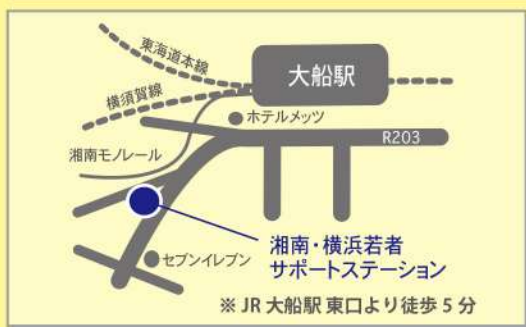 東海道本線
大船駅
横須賀線
ホテルメッツ
R203
湘南モノレール
湘南・横浜若者
サポートステーション
セブンイレブン
※ JR 大船駅 東口より徒歩 5 分